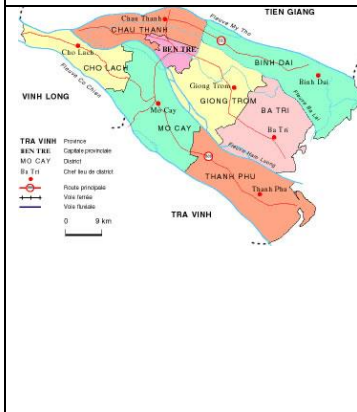 TIEN GIANG
Fleuve My Tho
Chau Thanh
CHAU THANH
Cho Lach
BEN TRE
CHO LACH
BINH DAI
Binh Dai
Giong Trom
GIONG TROM
Fleuve Ba Lai
Fleuve Co Chien
VINH LONG
BA TRI
Mo Cay
MO CAY
Ba Tri
Fleuve Ham Luong
THANH PHU
Thanh Phu
TRA VINH
TRA VINH Province
BEN TRE Capitale provinciale
MO CAY District
Ba Tri Chef lieu de district
Route principale
Voie ferrée
Voie fluviale
0 9 km